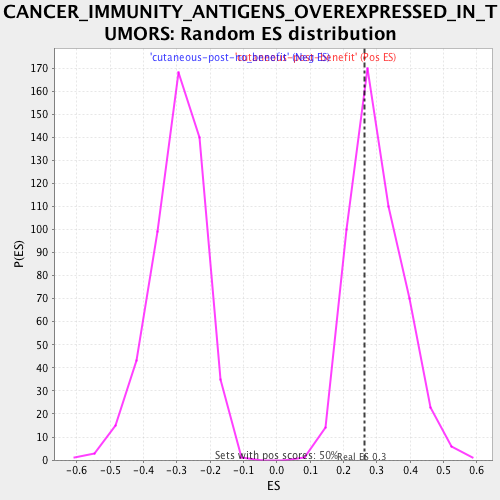 CANCER_IMMUNITY_ANTIGENS_OVEREXPRESSED_IN_T
UMORS: Random ES distribution
'cutaneous-post-no_benefit' (Neg ES)
cutaneous-post-benefit' (Pos ES)
170
160
150
140
130
120
110
100
90
80
70
60
50
40
30
20
10
0
P(ES)
Sets with pos scores: 50%
Real ES 0.3
-0.6 -0.5 -0.4 -0.3 -0.2 -0.1 0.0 0.1 0.2 0.3 0.4 0.5 0.6
ES